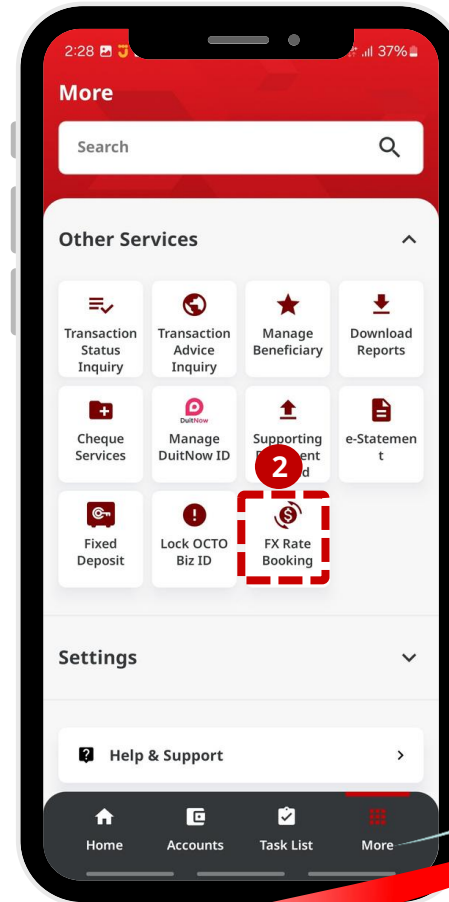 2:28
37%
More
Search
Other Services
Transaction
Status
Inquiry
Transaction
Advice
Inquiry
Manage
Beneficiary
Download
Reports
Cheque
Services
DuitNow
Manage
DuitNow ID
Supporting
e-Statemen
t
2
Fixed
Deposit
Lock OCTO
Biz ID
FX Rate
Booking
Settings
Help & Support
Home
Accounts
Task List
More